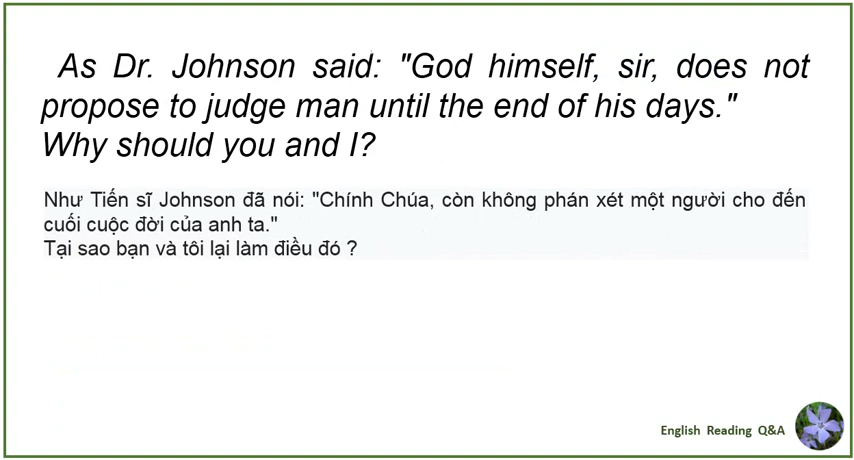 As Dr. Johnson said: "God himself, sir, does not
propose to judge man until the end of his days."
Why should you and I?
Như Tiến sĩ Johnson đã nói: "Chính Chúa, còn không phán xét một người cho đến
cuối cuộc đời của anh ta."
Tại sao bạn và tôi lại làm điều đó ?
English Reading Q&A